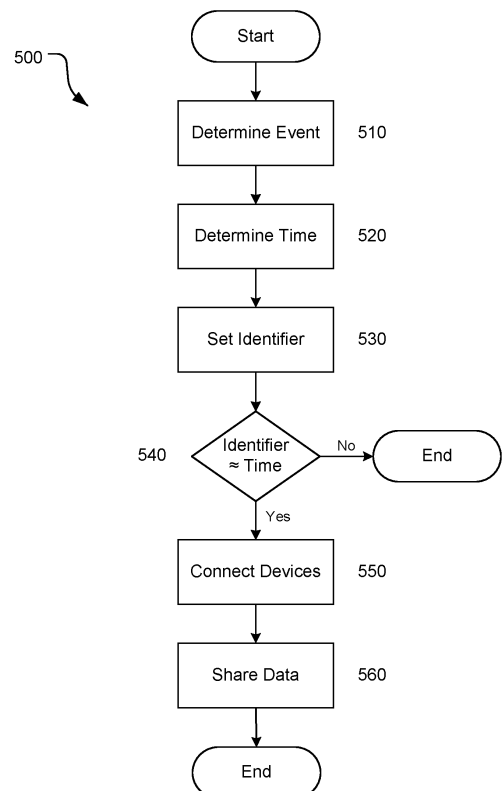 Start
500
Determine Event
510
Determine Time
520
Set Identifier
530
540
Identifier
≈ Time
No
End
Yes
Connect Devices
550
Share Data
560
End